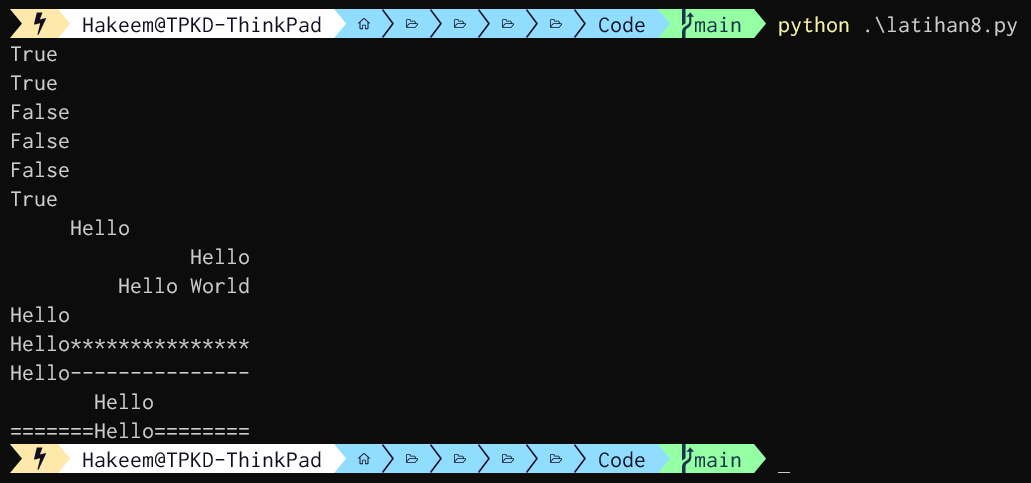 Hakeem@TPKD-ThinkPad Code main python .\latihan8.py
True
True
False
False
False
True
     Hello
               Hello
         Hello World
Hello
Hello***************
Hello---------------
       Hello
=======Hello========
Hakeem@TPKD-ThinkPad Code main _